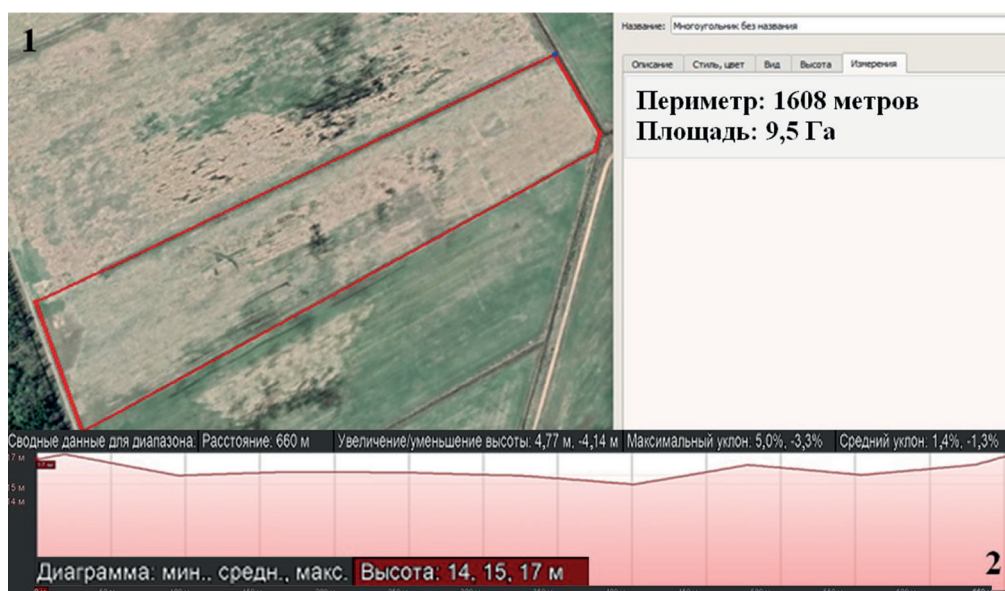 1
Название: Многоугольник без названия
Описание Стиль, цвет Вид Высота Измерения
Периметр: 1608 метров
Площадь: 9,5 Га
Сводные данные для диапазона: Расстояние: 660 м Увеличение/уменьшение высоты: 4,77 м, -4,14 м Максимальный уклон: 5,0%, -3,3% Средний уклон: 1,4%, -1,3%
17 м
17 м
15 м
14 м
Диаграмма: мин., средн., макс. Высота: 14, 15, 17 м
2